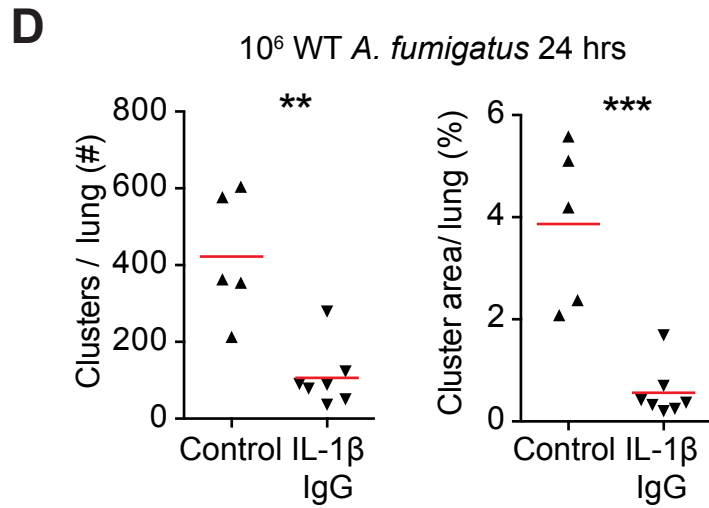 D
10⁶ WT A. fumigatus 24 hrs
Clusters / lung (#)
800
600
400
200
0
**
Control IL-1β
IgG
Cluster area/ lung (%)
6
4
2
0
***
Control IL-1β
IgG